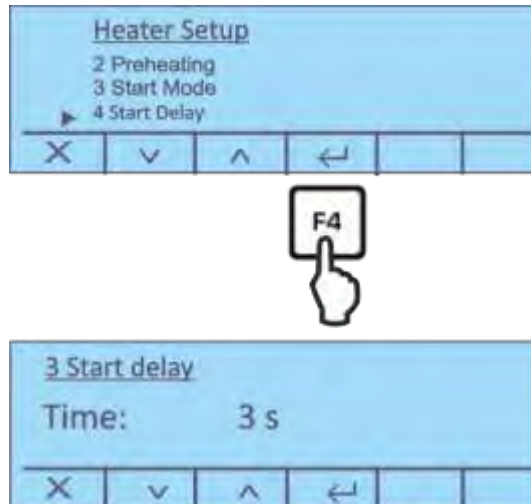 Heater Setup
2 Preheating
3 Start Mode
4 Start Delay
F4
3 Start delay
Time: 3 s